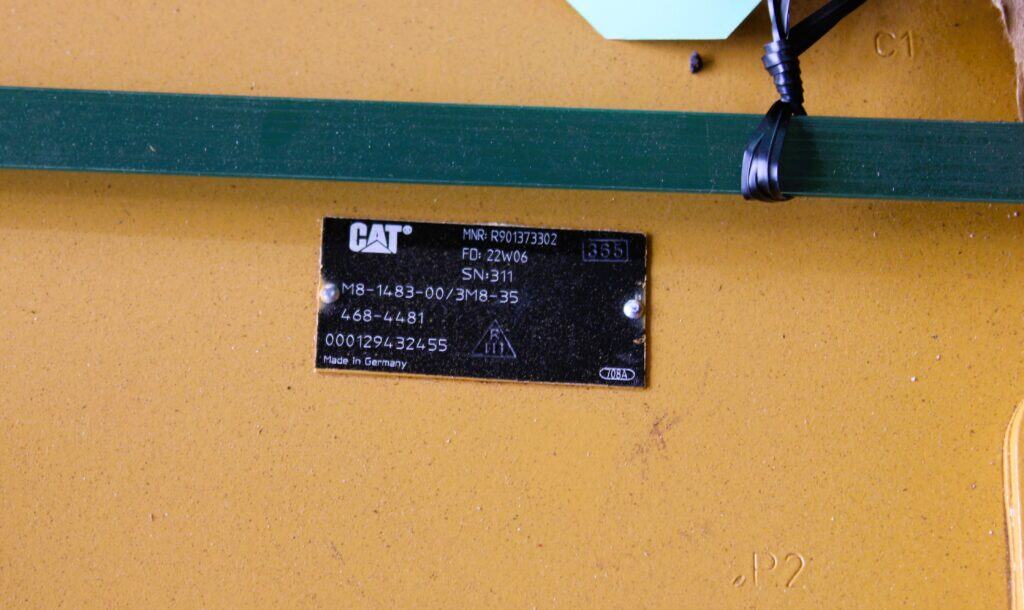 C1
CAT®
MNR: R901373302
365
FD: 22W06
SN:311
M8-1483-00/3M8-35
468-4481
000129432455
Made in Germany
708A
P2